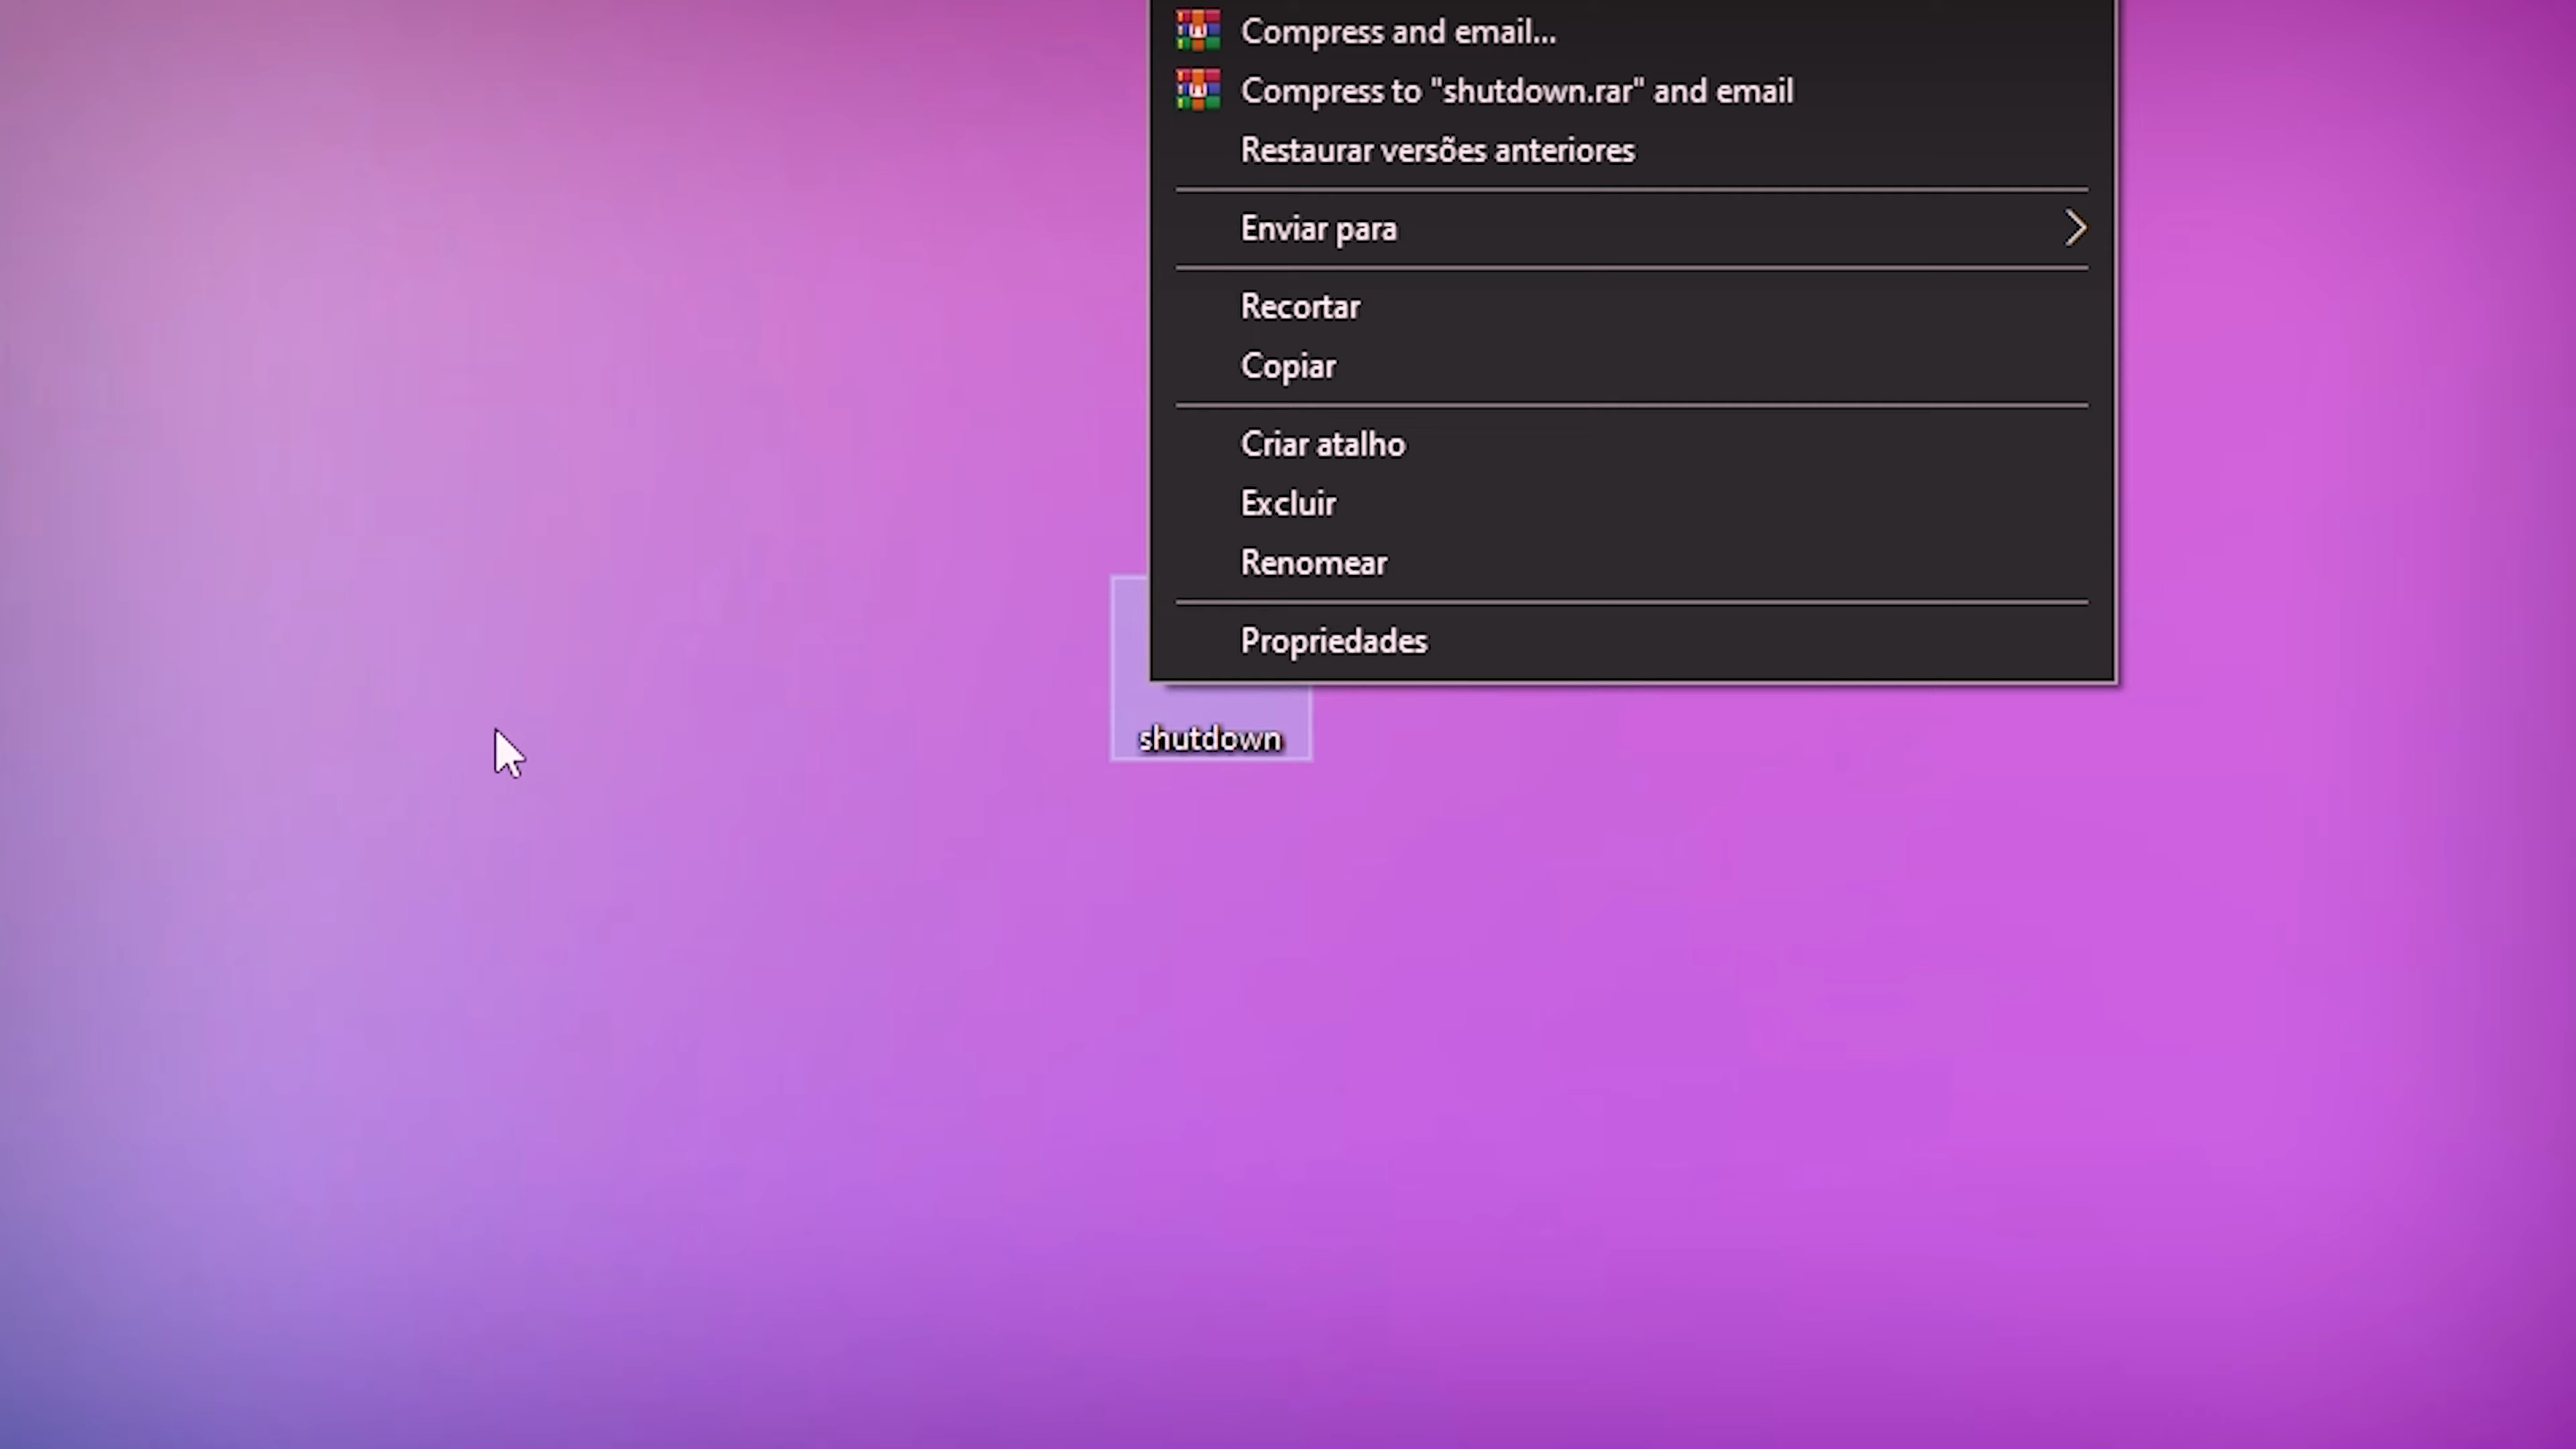 Compress and email...
Compress to "shutdown.rar" and email
Restaurar versões anteriores
Enviar para
Recortar
Copiar
Criar atalho
Excluir
Renomear
Propriedades
shutdown